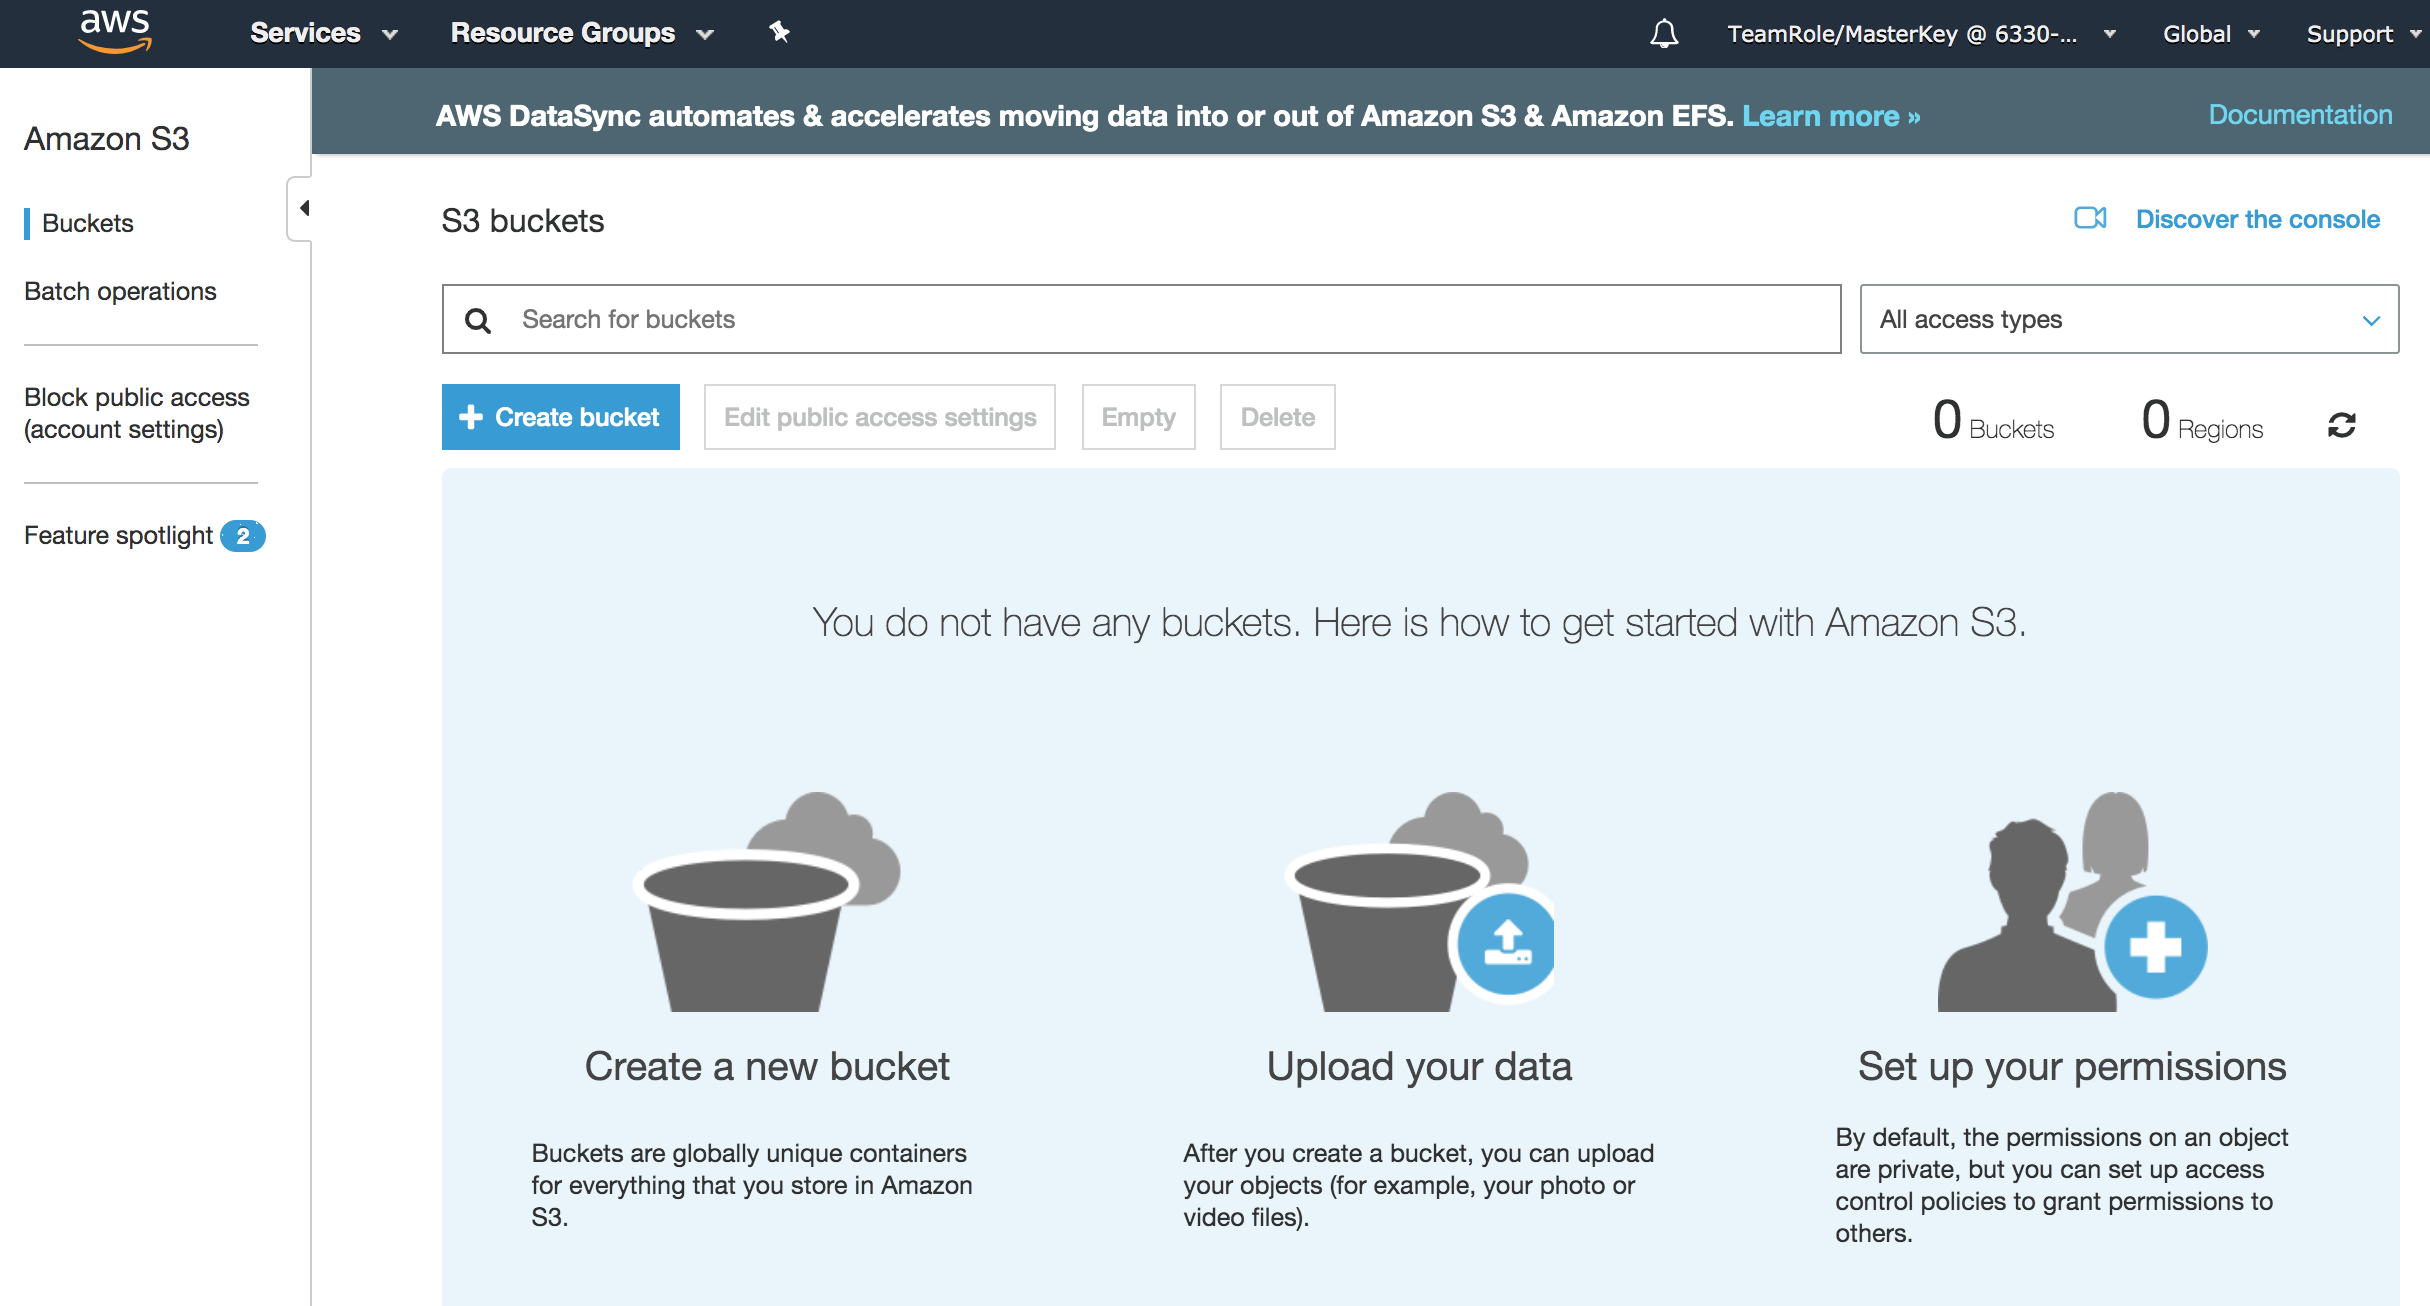 aws
Services
Resource Groups
TeamRole/MasterKey @ 6330-...
Global
Support
Amazon S3
Buckets
Batch operations
Block public access
(account settings)
Feature spotlight 2
AWS DataSync automates & accelerates moving data into or out of Amazon S3 & Amazon EFS. Learn more »
Documentation
S3 buckets
Discover the console
Search for buckets
All access types
Create bucket
Edit public access settings
Empty
Delete
0 Buckets
0 Regions
You do not have any buckets. Here is how to get started with Amazon S3.
Create a new bucket
Buckets are globally unique containers
for everything that you store in Amazon
S3.
Upload your data
After you create a bucket, you can upload
your objects (for example, your photo or
video files).
Set up your permissions
By default, the permissions on an object
are private, but you can set up access
control policies to grant permissions to
others.